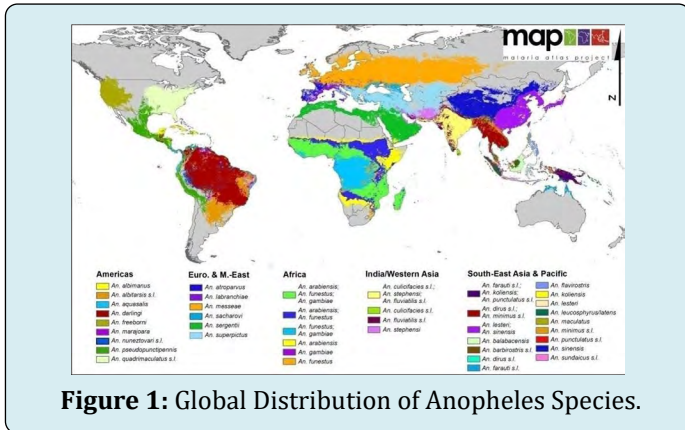 map
malaria atlas project
N
Americas
An. albimanus
An. albitarsis s.l.
An. aquasalis
An. darlingi
An. freeborni
An. marajoara
An. nuneztovari s.l.
An. pseudopunctipennis
An. quadrimaculatus s.l.
Euro. & M.-East
An. atroparvus
An. labranchiae
An. messeae
An. sacharovi
An. sergentii
An. superpictus
Africa
An. arabiensis;
An. funestus;
An. gambiae
An. arabiensis;
An. funestus
An. funestus;
An. gambiae
An. arabiensis
An. gambiae
An. funestus
India/Western Asia
An. culicifacies s.l.;
An. stephensi;
An. fluviatilis s.l.
An. culicifacies s.l.
An. fluviatilis s.l.
An. stephensi
South-East Asia & Pacific
An. farauti s.l.;
An. koliensis;
An. punctulatus s.l.
An. dirus s.l.;
An. minimus s.l.
An. lesteri;
An. sinensis
An. balabacensis
An. barbirostris s.l.
An. dirus s.l.
An. farauti s.l.
An. flavirostris
An. koliensis
An. lesteri
An. leucosphyrus/latens
An. maculatus
An. minimus s.l.
An. punctulatus s.l.
An. sinensis
An. sundaicus s.l.
Figure 1: Global Distribution of Anopheles Species.